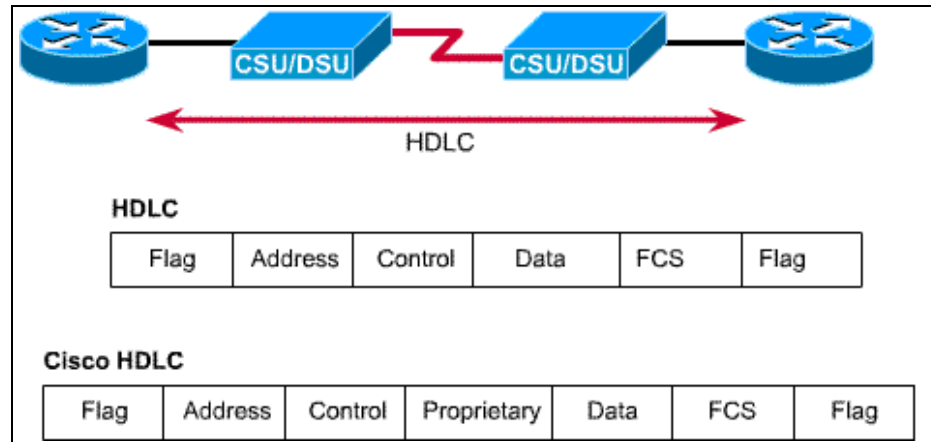 CSU/DSU CSU/DSU
HDLC
HDLC
Flag Address Control Data FCS Flag
Cisco HDLC
Flag Address Control Proprietary Data FCS Flag